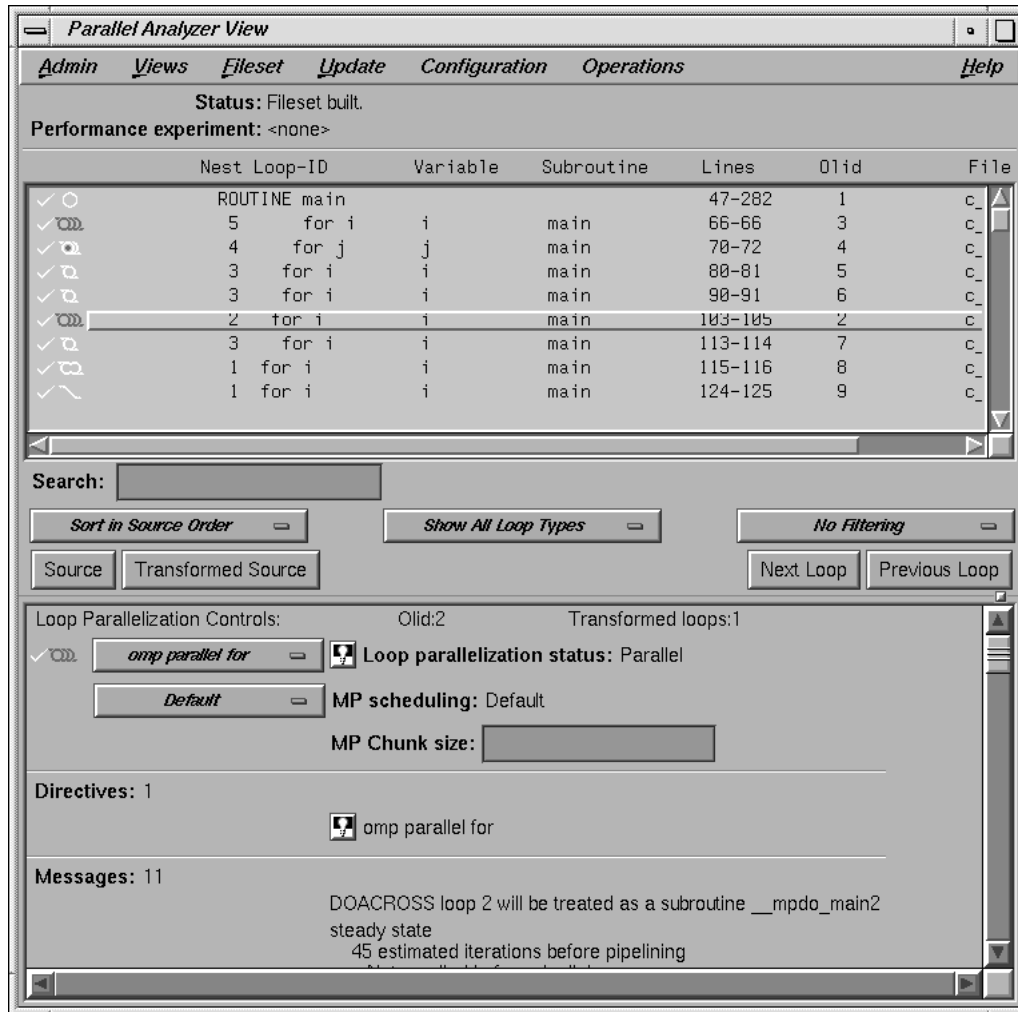 Parallel Analyzer View
Admin Views Fileset Update Configuration Operations Help
Status: Fileset built.
Performance experiment: <none>
Nest Loop-ID Variable Subroutine Lines Olid File
ROUTINE main 47-282 1 c_
5 for i i main 66-66 3 c_
4 for j j main 70-72 4 c_
3 for i i main 80-81 5 c_
3 for i i main 90-91 6 c_
2 for i i main 103-105 2 c
3 for i i main 113-114 7 c_
1 for i i main 115-116 8 c_
1 for i i main 124-125 9 c_
Search:
Sort in Source Order Show All Loop Types No Filtering
Source Transformed Source Next Loop Previous Loop
Loop Parallelization Controls: Olid:2 Transformed loops:1
omp parallel for Loop parallelization status: Parallel
Default MP scheduling: Default
MP Chunk size:
Directives: 1
omp parallel for
Messages: 11
DOACROSS loop 2 will be treated as a subroutine __mpdo_main2
steady state
45 estimated iterations before pipelining